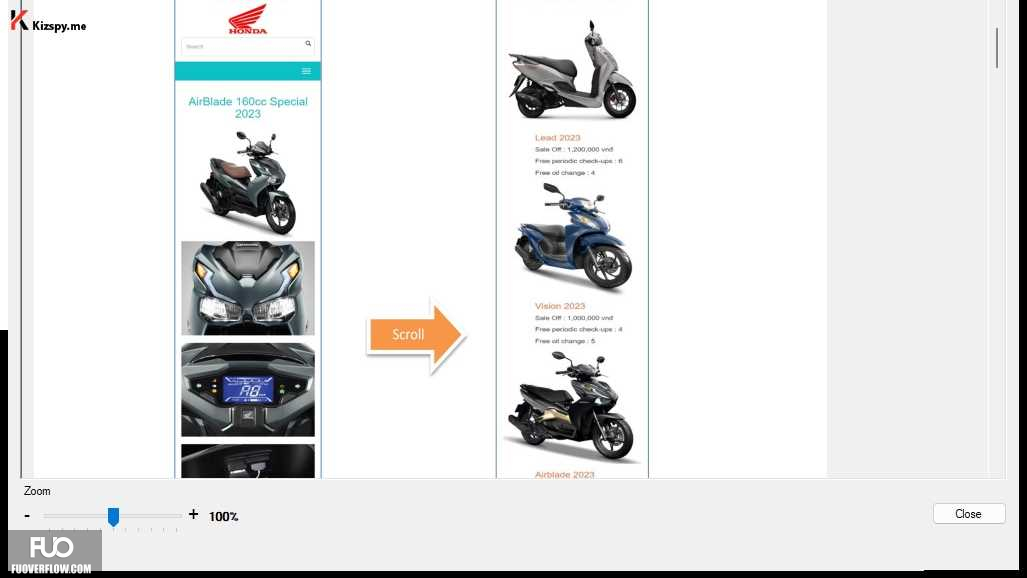 Kizspy.me
HONDA
Search
AirBlade 160cc Special
2023
Scroll
Lead 2023
Sale Off : 1,200,000 vnd
Free periodic check-ups : 6
Free oil change : 4
Vision 2023
Sale Off : 1,000,000 vnd
Free periodic check-ups : 4
Free oil change : 5
Airblade 2023
Zoom
- + 100%
Close
FUO
FUOVERFLOW.COM